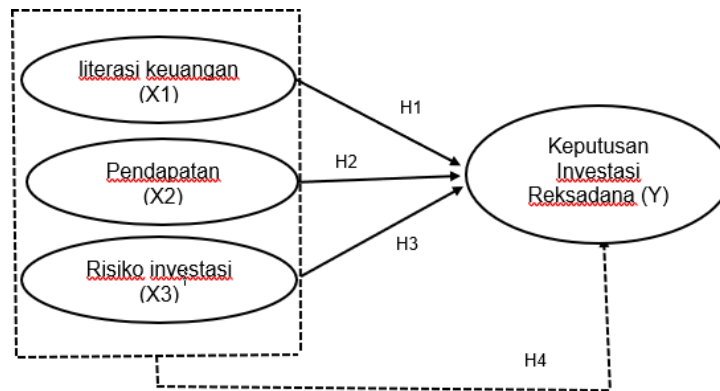 literasi keuangan
(X1)
H1
Pendapatan
(X2)
H2
Risiko investasi
(X3)
H3
Keputusan
Investasi
Reksadana (Y)
H4